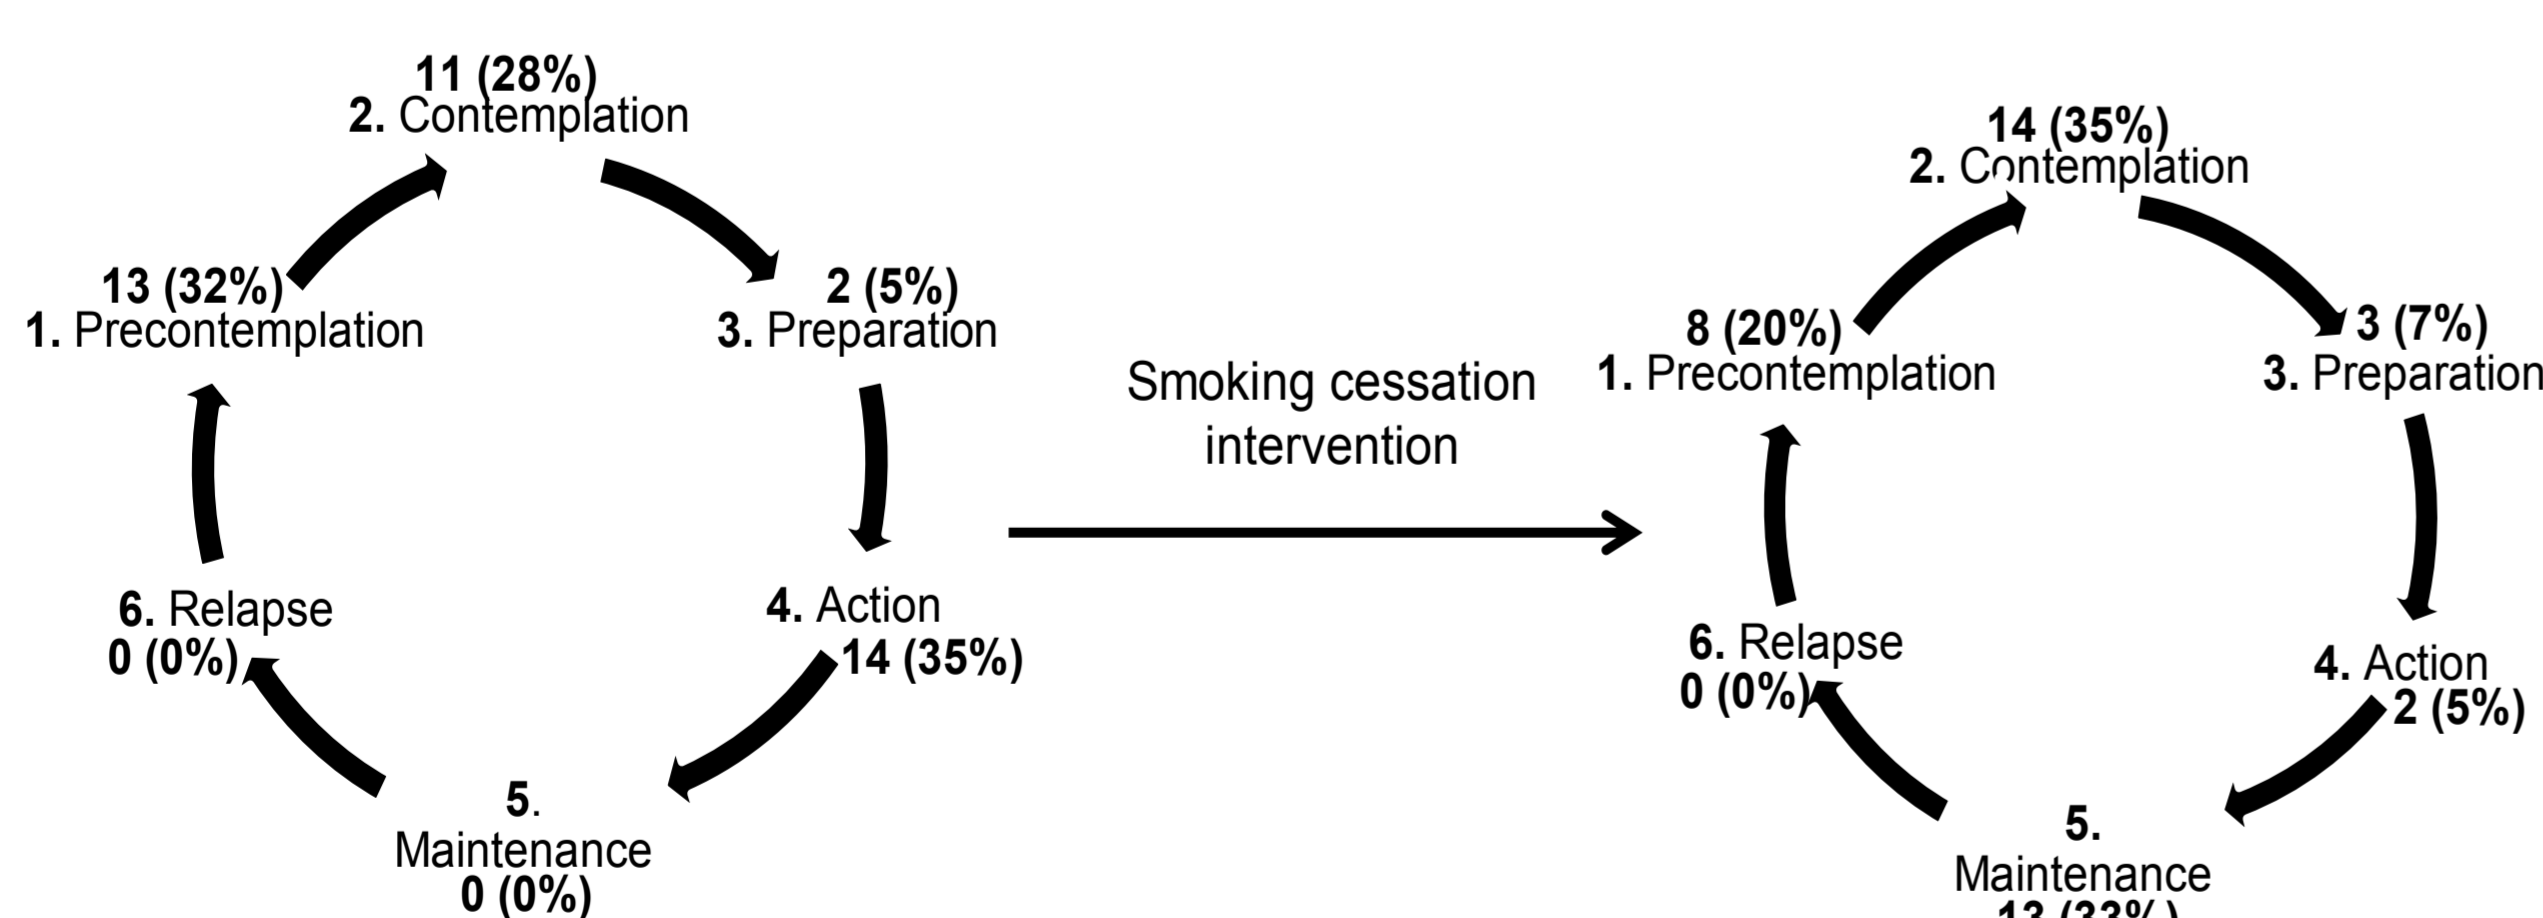 11 (28%)
2. Contemplation
13 (32%)
1. Precontemplation
2 (5%)
3. Preparation
6. Relapse
0 (0%)
4. Action
14 (35%)
5.
Maintenance
0 (0%)
Smoking cessation
intervention
14 (35%)
2. Contemplation
8 (20%)
1. Precontemplation
3 (7%)
3. Preparation
6. Relapse
0 (0%)
4. Action
2 (5%)
5.
Maintenance
13 (33%)